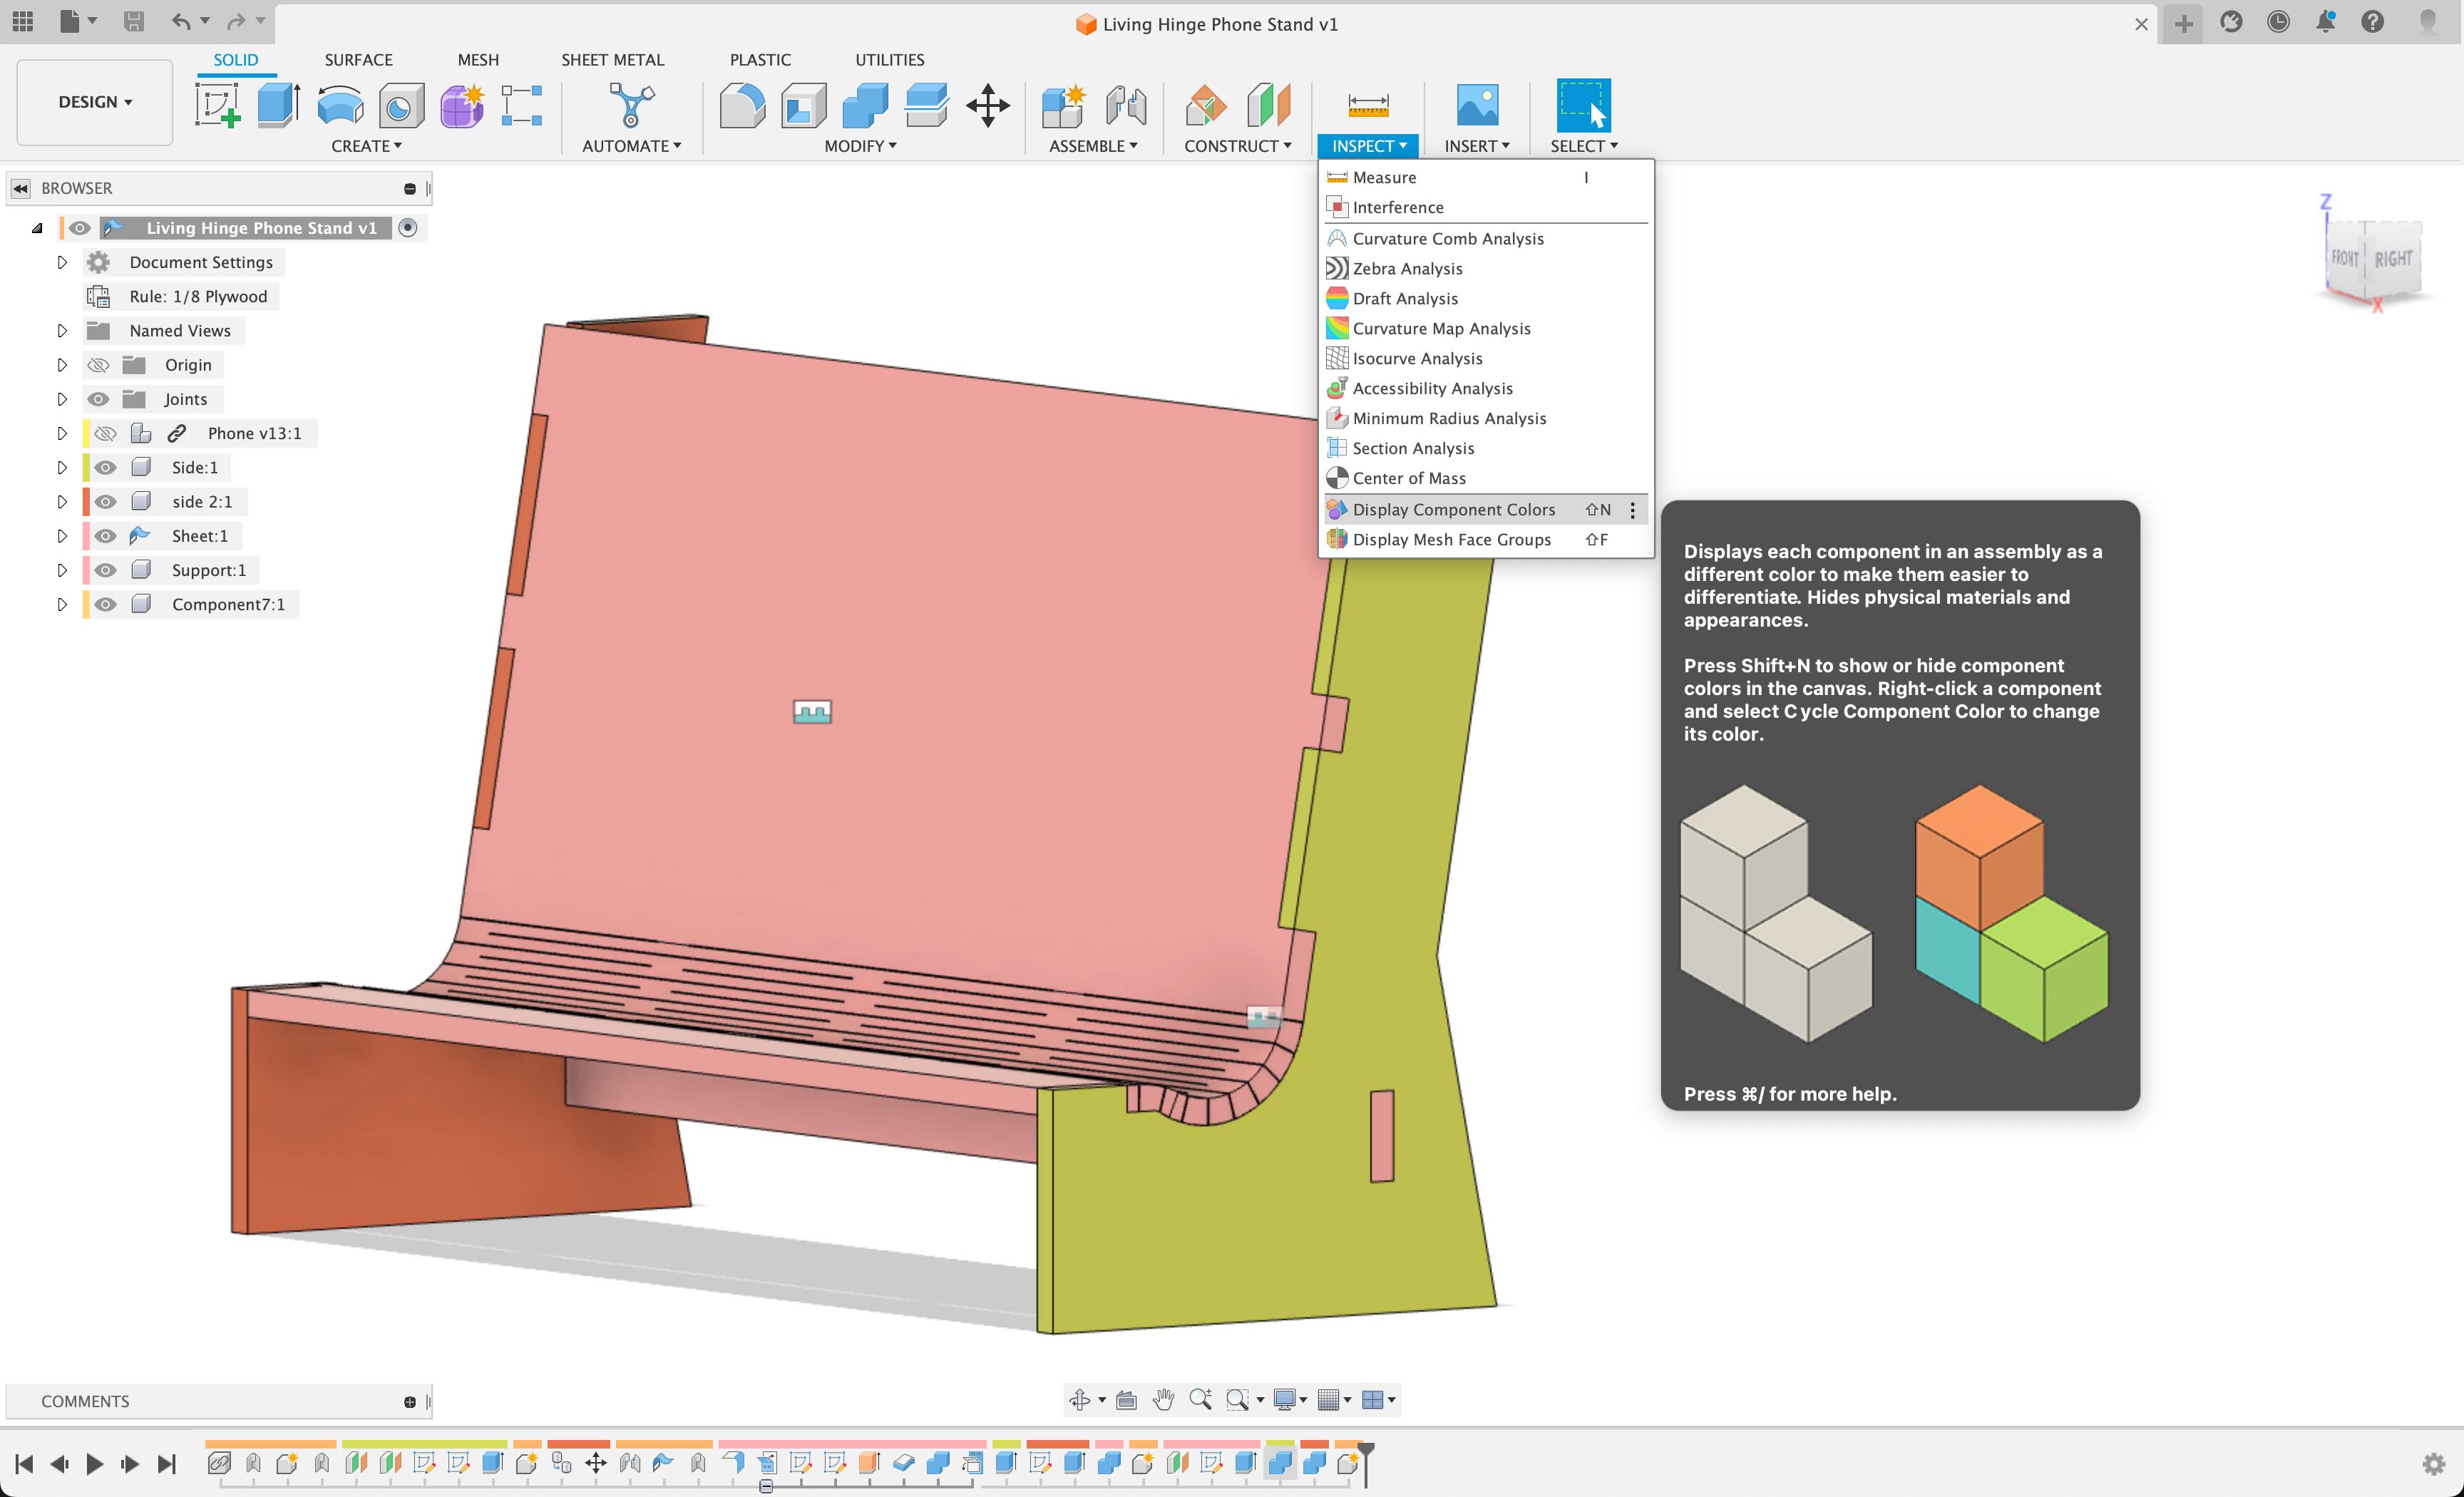 Living Hinge Phone Stand v1
SOLID
SURFACE
MESH
SHEET METAL
PLASTIC
UTILITIES
DESIGN
CREATE
AUTOMATE
MODIFY
ASSEMBLE
CONSTRUCT
INSPECT
INSERT
SELECT
BROWSER
Living Hinge Phone Stand v1
Document Settings
Rule: 1/8 Plywood
Named Views
Origin
Joints
Phone v13:1
Side:1
side 2:1
Sheet:1
Support:1
Component7:1
Measure I
Interference
Curvature Comb Analysis
Zebra Analysis
Draft Analysis
Curvature Map Analysis
Isocurve Analysis
Accessibility Analysis
Minimum Radius Analysis
Section Analysis
Center of Mass
Display Component Colors ⇧N
Display Mesh Face Groups ⇧F
Z
FRONT
RIGHT
X
Displays each component in an assembly as a
different color to make them easier to
differentiate. Hides physical materials and
appearances.
Press Shift+N to show or hide component
colors in the canvas. Right-click a component
and select Cycle Component Color to change
its color.
Press ⌘/ for more help.
COMMENTS